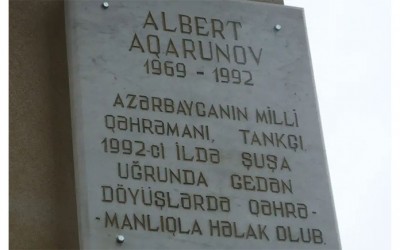 ALBERT
AQARUNOV
1969 - 1992
AZƏRBAYCANIN MİLLİ
QƏHRƏMANI, TANKÇI,
1992-Cİ İLDƏ ŞUŞA
UĞRUNDA GEDƏN
DÖYÜŞLƏRDƏ QƏHRƏ-
-MANLIQLA HƏLAK OLUB.